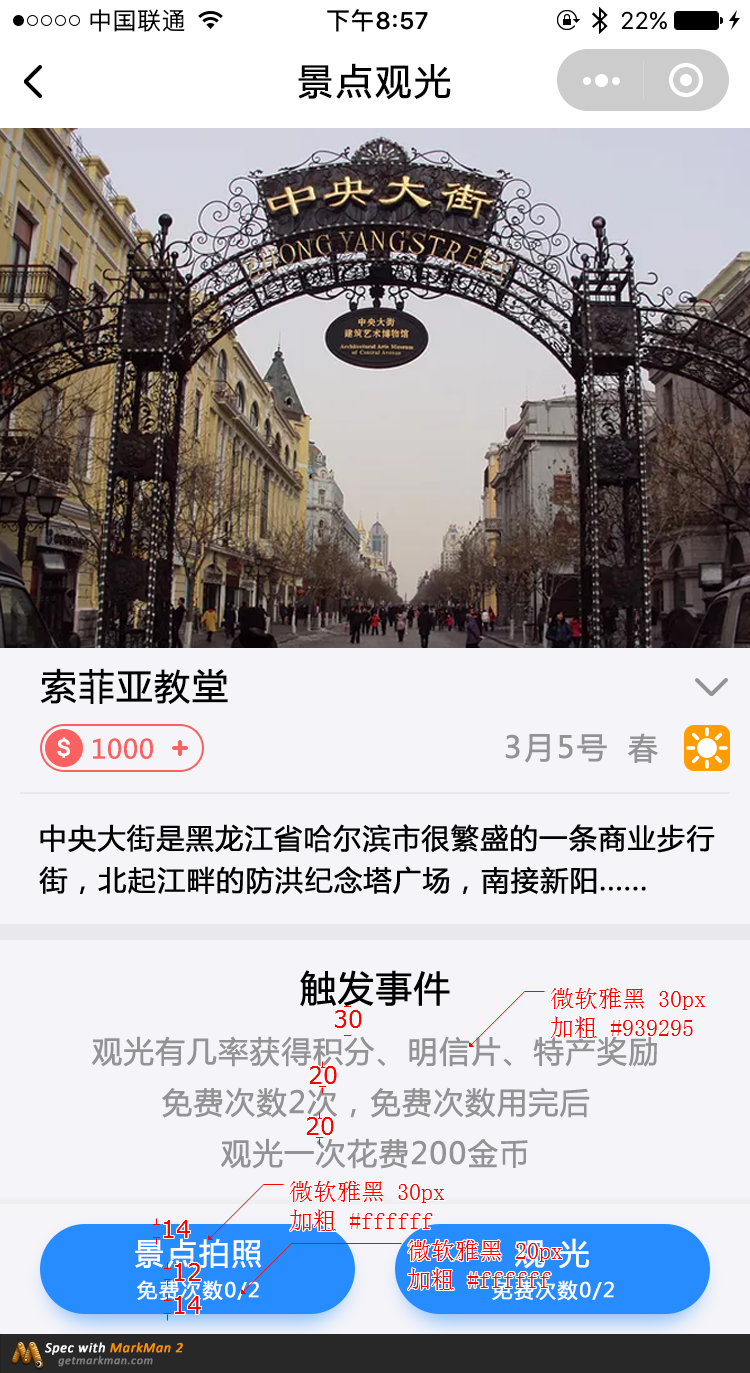 中国联通
下午8:57
22%
景点观光
中央大街
ZHONG YANG STREET
中央大街
建筑艺术博物馆
Architectural Arts Museum
of Central Avenue
索菲亚教堂
$ 1000 +
3月5号 春
中央大街是黑龙江省哈尔滨市很繁盛的一条商业步行
街，北起江畔的防洪纪念塔广场，南接新阳......
触发事件
微软雅黑 30px
加粗 #939295
30
观光有几率获得积分、明信片、特产奖励
20
免费次数2次，免费次数用完后
20
观光一次花费200金币
微软雅黑 30px
加粗 #ffffff
14
景点拍照
12
免费次数0/2
14
观 光
微软雅黑 20px
加粗 #ffffff
免费次数0/2
Spec with MarkMan 2
getmarkman.com